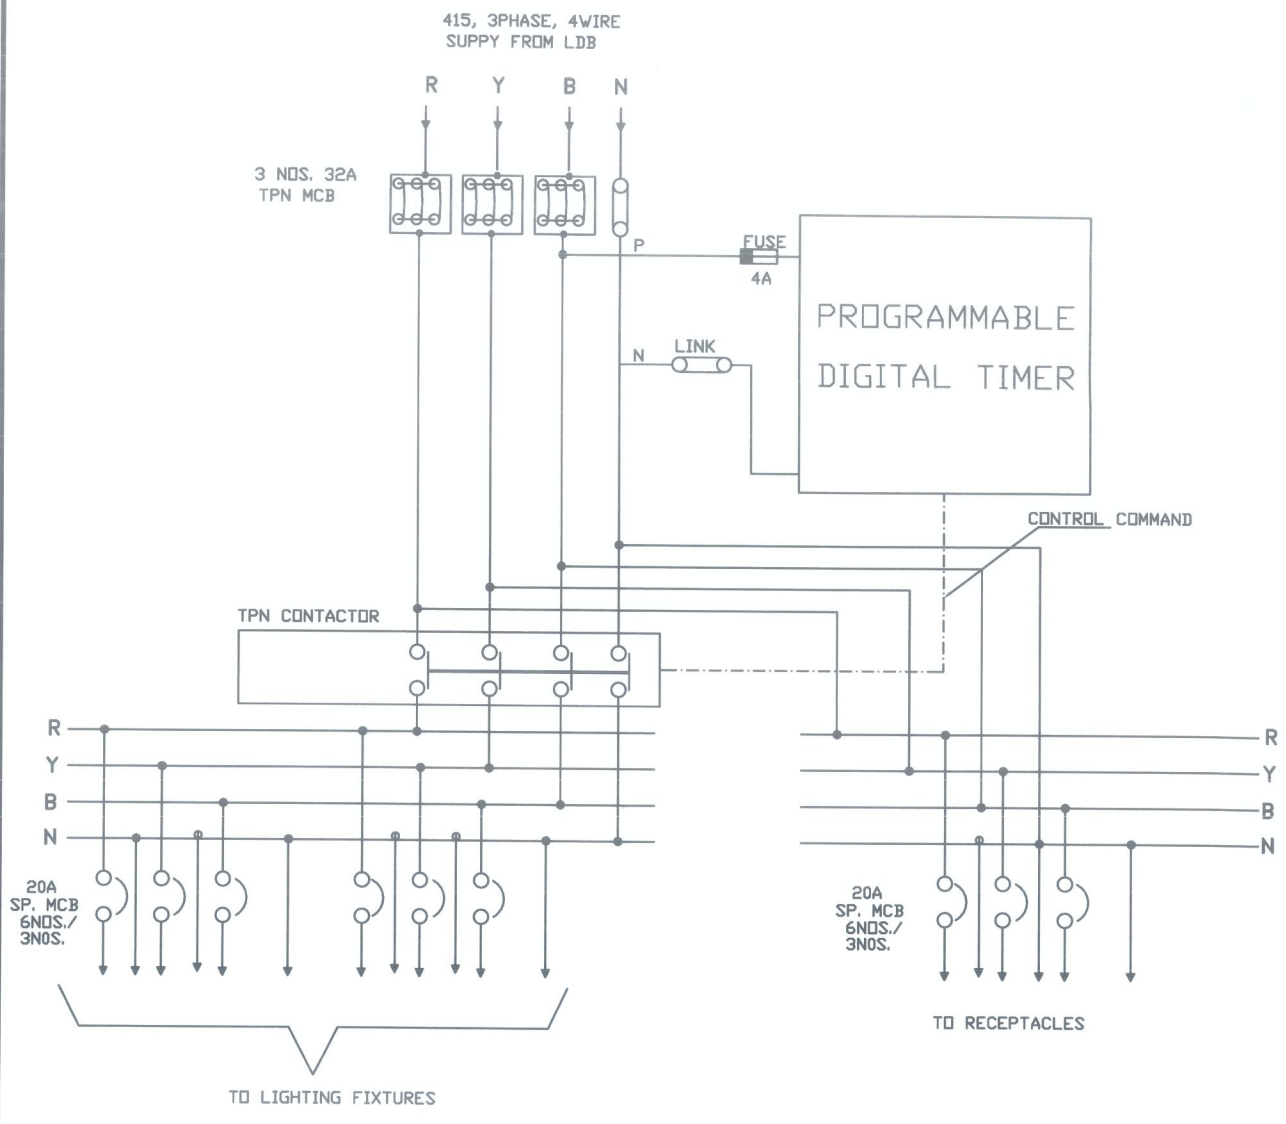 415, 3PHASE, 4WIRE
SUPPY FROM LDB
R Y B N
3 NOS. 32A
TPN MCB
P
FUSE
4A
PROGRAMMABLE
DIGITAL TIMER
N
LINK
CONTROL COMMAND
TPN CONTACTOR
R
Y
B
N
R
Y
B
N
20A
SP. MCB
6NOS./
3NOS.
20A
SP. MCB
6NOS./
3NOS.
TO RECEPTACLES
TO LIGHTING FIXTURES